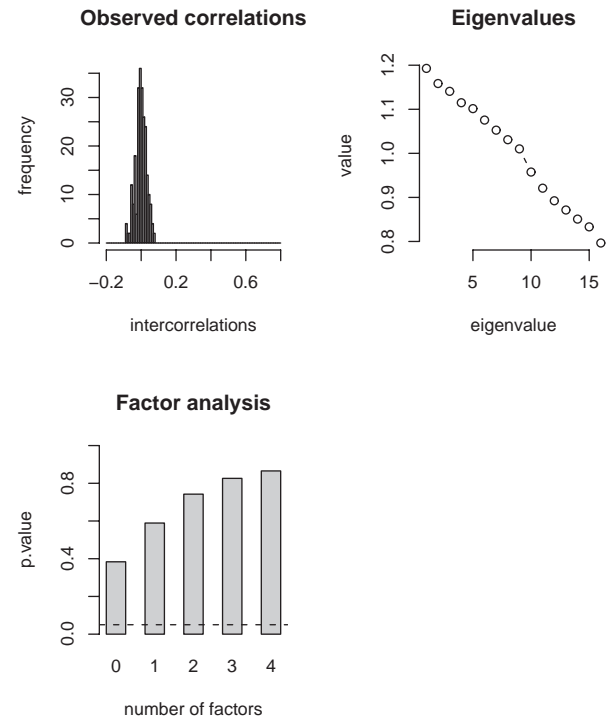 Observed correlations
frequency
0 10 20 30
−0.2 0.2 0.6
intercorrelations
Eigenvalues
value
0.8 0.9 1.0 1.1 1.2
5 10 15
eigenvalue
Factor analysis
p.value
0.0 0.4 0.8
0 1 2 3 4
number of factors